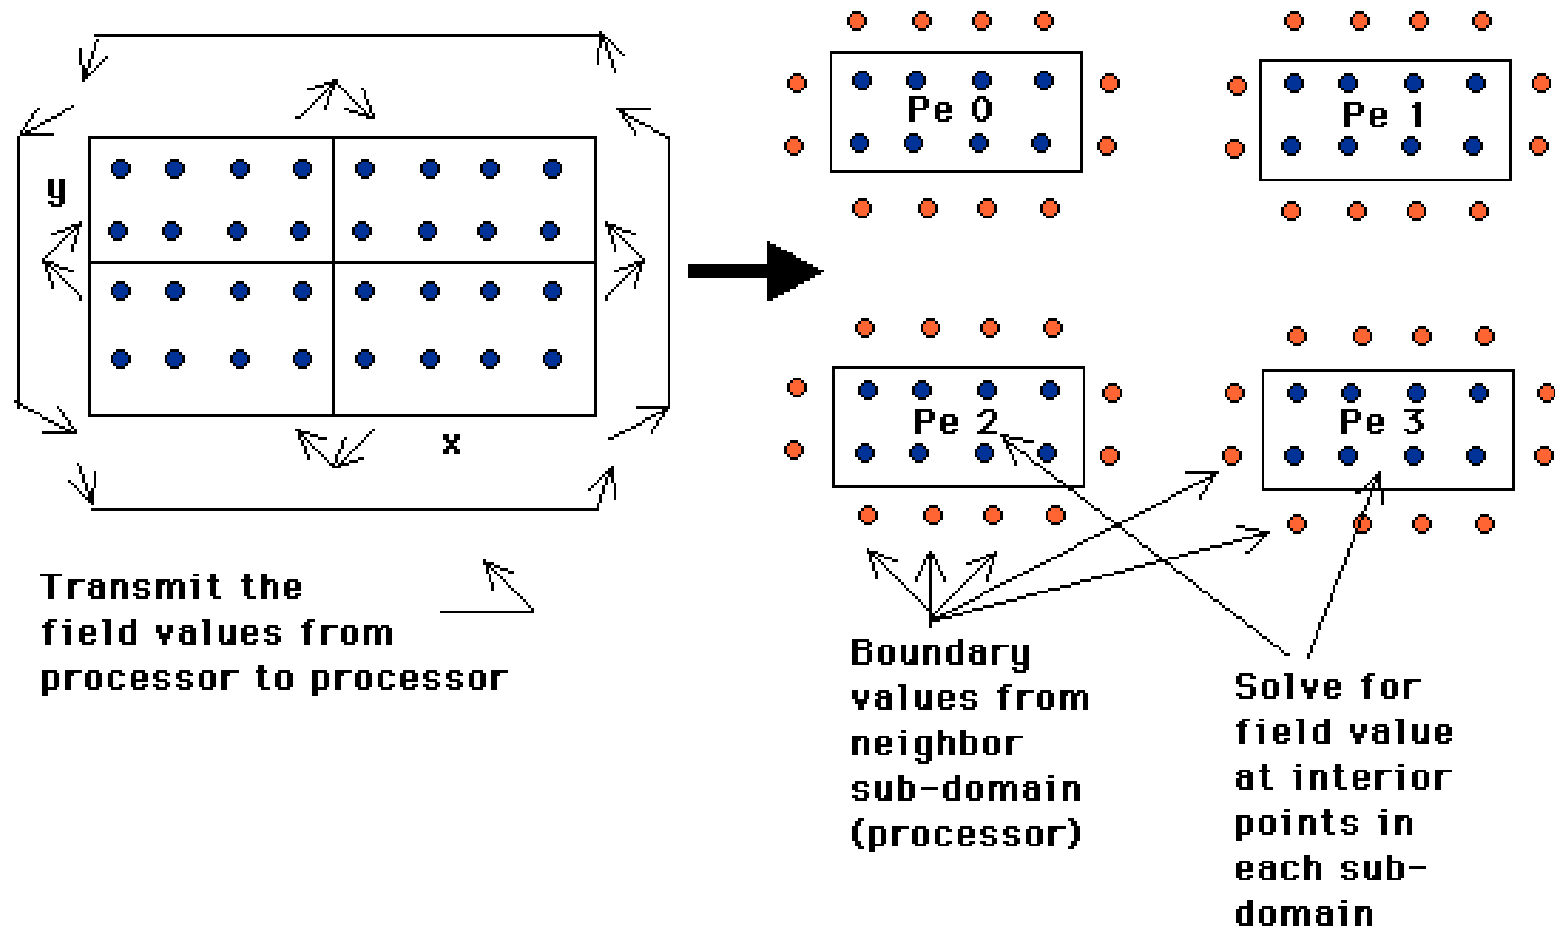 y
x
Transmit the
field values from
processor to processor
Pe 0
Pe 1
Pe 2
Pe 3
Boundary
values from
neighbor
sub-domain
(processor)
Solve for
field value
at interior
points in
each sub-
domain